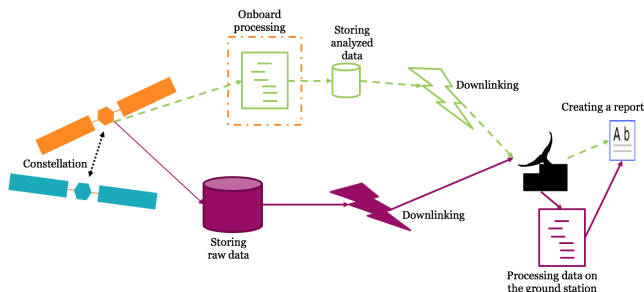 Onboard
processing
Storing
analyzed
data
Downlinking
Creating a report
Ab
Constellation
Storing
raw data
Downlinking
Processing data on
the ground station